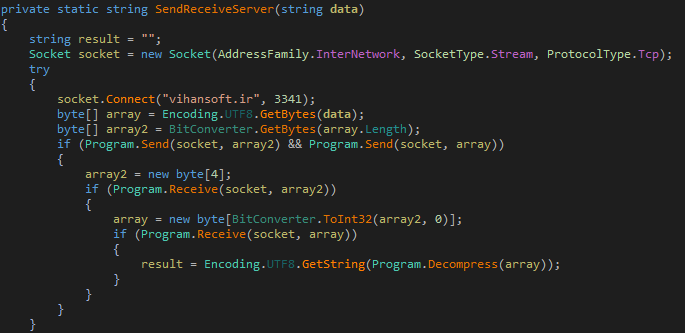 private static string SendReceiveServer(string data)
{
string result = "";
Socket socket = new Socket(AddressFamily.InterNetwork, SocketType.Stream, ProtocolType.Tcp);
try
{
socket.Connect("vihansoft.ir", 3341);
byte[] array = Encoding.UTF8.GetBytes(data);
byte[] array2 = BitConverter.GetBytes(array.Length);
if (Program.Send(socket, array2) && Program.Send(socket, array))
{
array2 = new byte[4];
if (Program.Receive(socket, array2))
{
array = new byte[BitConverter.ToInt32(array2, 0)];
if (Program.Receive(socket, array))
{
result = Encoding.UTF8.GetString(Program.Decompress(array));
}
}
}
}